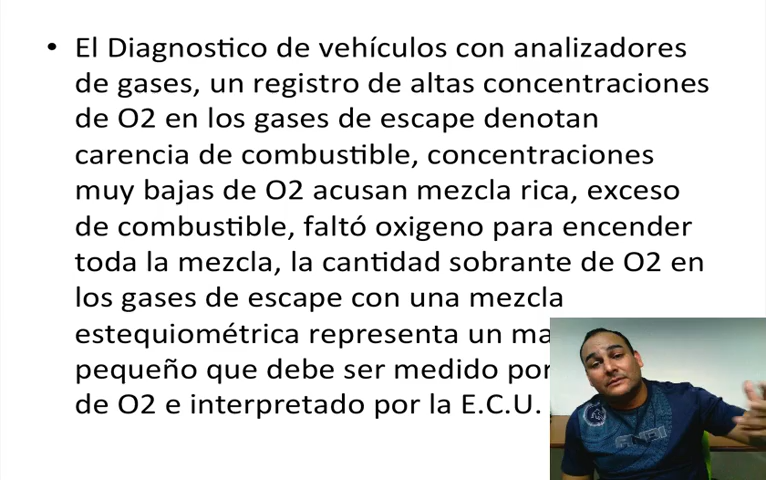 • El Diagnostico de vehículos con analizadores
de gases, un registro de altas concentraciones
de O2 en los gases de escape denotan
carencia de combustible, concentraciones
muy bajas de O2 acusan mezcla rica, exceso
de combustible, faltó oxigeno para encender
toda la mezcla, la cantidad sobrante de O2 en
los gases de escape con una mezcla
estequiométrica representa un
pequeño que debe ser medido por
de O2 e interpretado por la E.C.U.